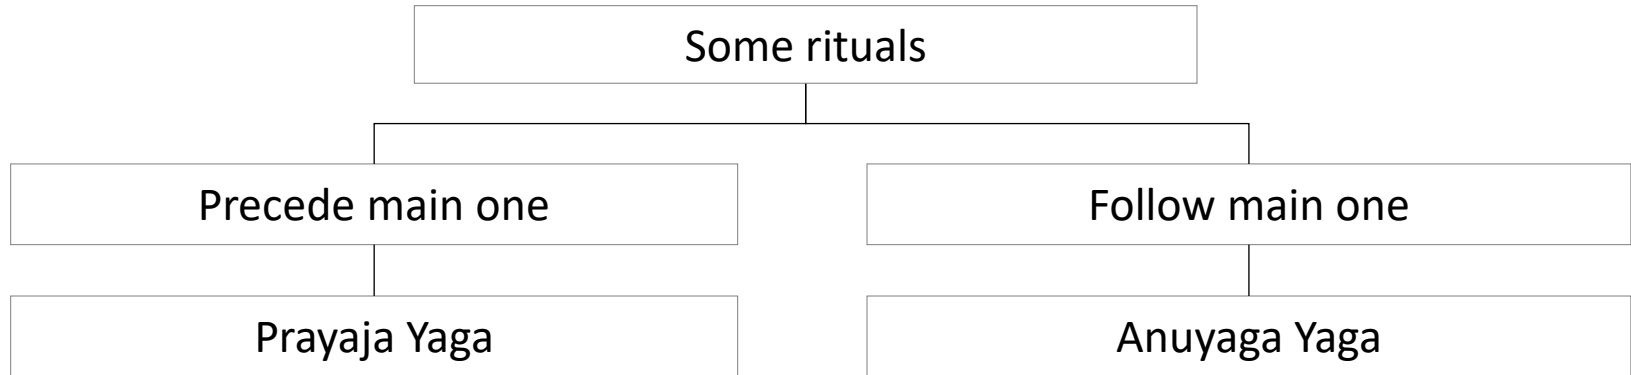 Some rituals
Precede main one
Follow main one
Prayaja Yaga
Anuyaga Yaga